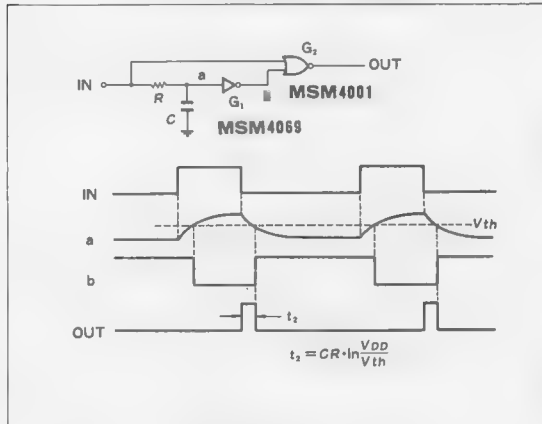 G₂
IN
a
OUT
R
G₁
MSM4001
C
MSM4069
IN
Vth
a
b
t₂
OUT
t₂ = CR·ln VDD/Vth